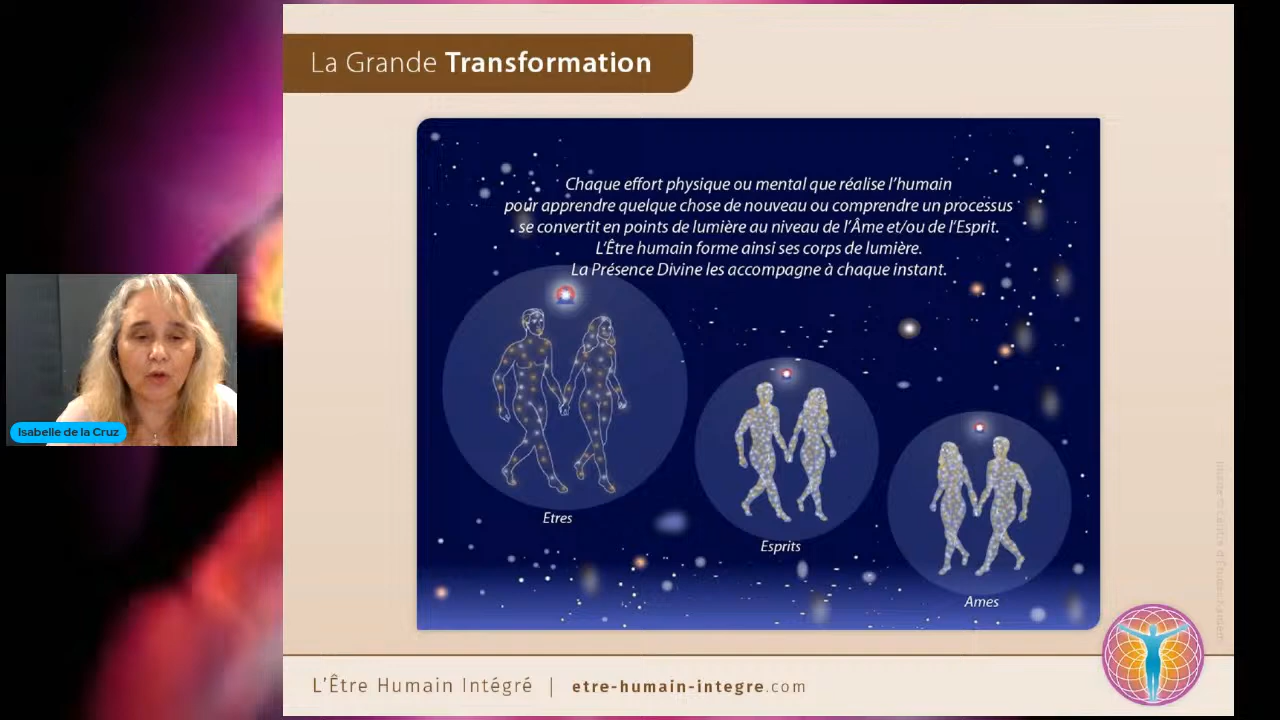 La Grande Transformation
Chaque effort physique ou mental que réalise l'humain
pour apprendre quelque chose de nouveau ou comprendre un processus
se convertit en points de lumière au niveau de l'Âme et/ou de l'Esprit.
L'Être humain forme ainsi ses corps de lumière.
La Présence Divine les accompagne à chaque instant.
Isabelle de la Cruz
Etres
Esprits
Ames
L'Être Humain Intégré | etre-humain-integre.com